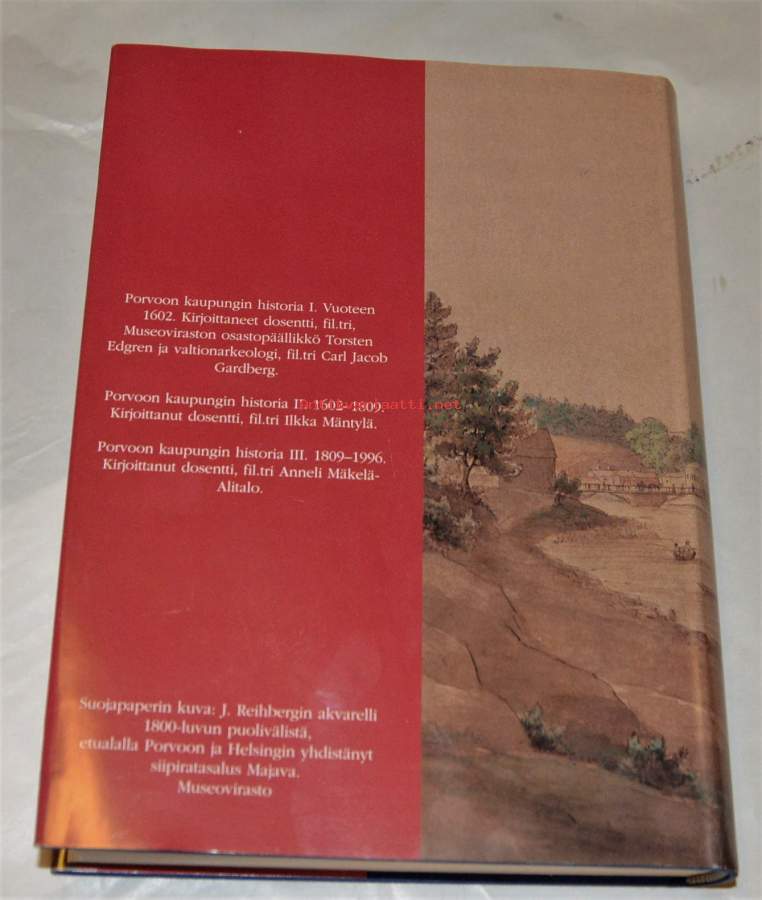 Porvoon kaupungin historia I. Vuoteen
1602. Kirjoittaneet dosentti, fil.tri,
Museoviraston osastopäällikkö Torsten
Edgren ja valtionarkeologi, fil.tri Carl Jacob
Gardberg.
Porvoon kaupungin historia II. 1602–1809.
Kirjoittanut dosentti, fil.tri Ilkka Mäntylä.
Porvoon kaupungin historia III. 1809–1996.
Kirjoittanut dosentti, fil.tri Anneli Mäkelä-
Alitalo.
Suojapaperin kuva: J. Reihbergin akvarelli
1800-luvun puolivälistä,
etualalla Porvoon ja Helsingin yhdistänyt
siipiratasalus Majava.
Museovirasto